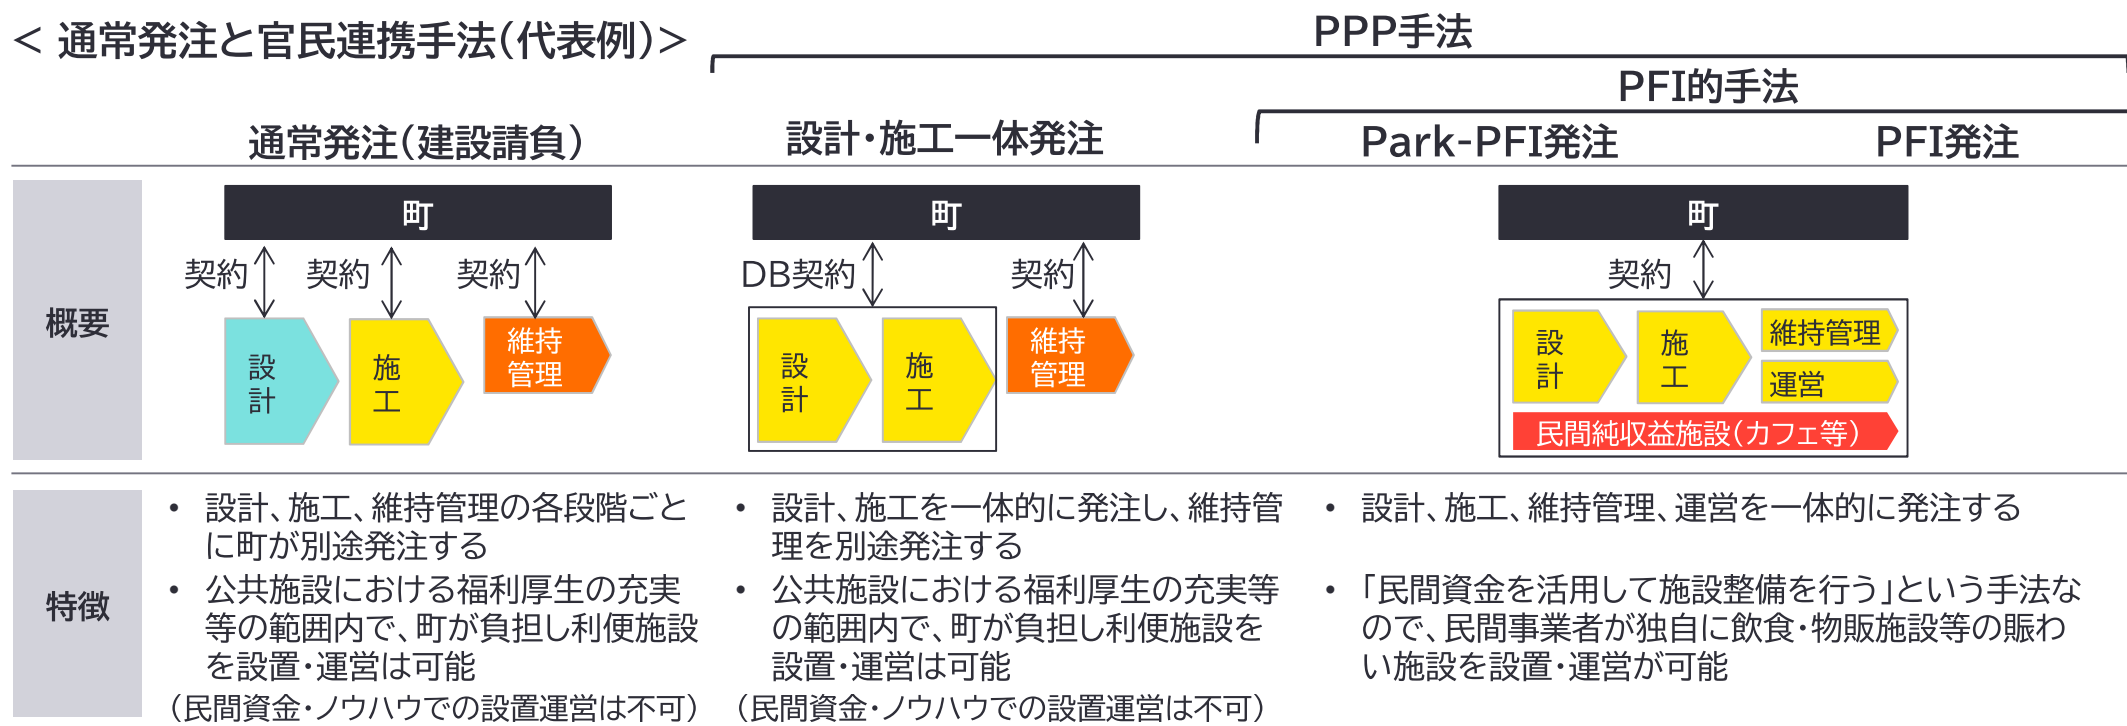 < 通常発注と官民連携手法(代表例)>
PPP手法
PFI的手法
通常発注(建設請負)
設計・施工一体発注
Park-PFI発注
PFI発注
概要
町
契約
契約
契約
設
計
施
工
維持
管理
町
DB契約
契約
設
計
施
工
維持
管理
町
契約
設
計
施
工
維持管理
運営
民間純収益施設(カフェ等)
特徴
• 設計、施工、維持管理の各段階ごと
に町が別途発注する
• 公共施設における福利厚生の充実
等の範囲内で、町が負担し利便施設
を設置・運営は可能
(民間資金・ノウハウでの設置運営は不可)
• 設計、施工を一体的に発注し、維持管
理を別途発注する
• 公共施設における福利厚生の充実等
の範囲内で、町が負担し利便施設を
設置・運営は可能
(民間資金・ノウハウでの設置運営は不可)
• 設計、施工、維持管理、運営を一体的に発注する
• 「民間資金を活用して施設整備を行う」という手法な
ので、民間事業者が独自に飲食・物販施設等の賑わ
い施設を設置・運営が可能